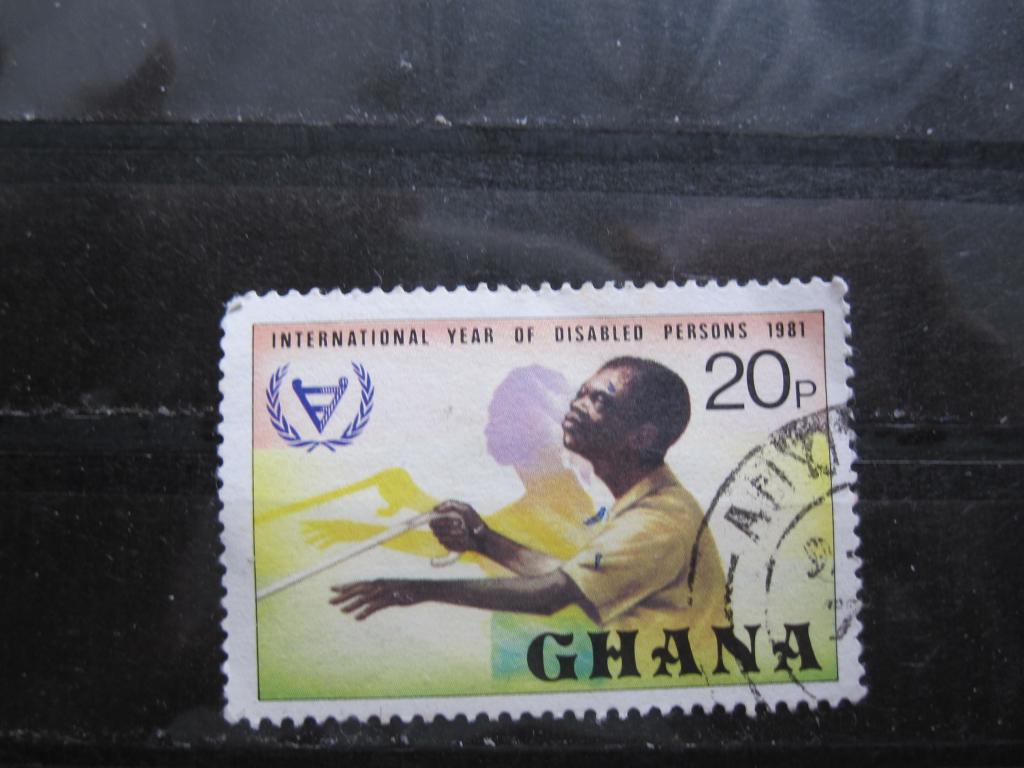 INTERNATIONAL YEAR OF DISABLED PERSONS 1981
20P
GHANA